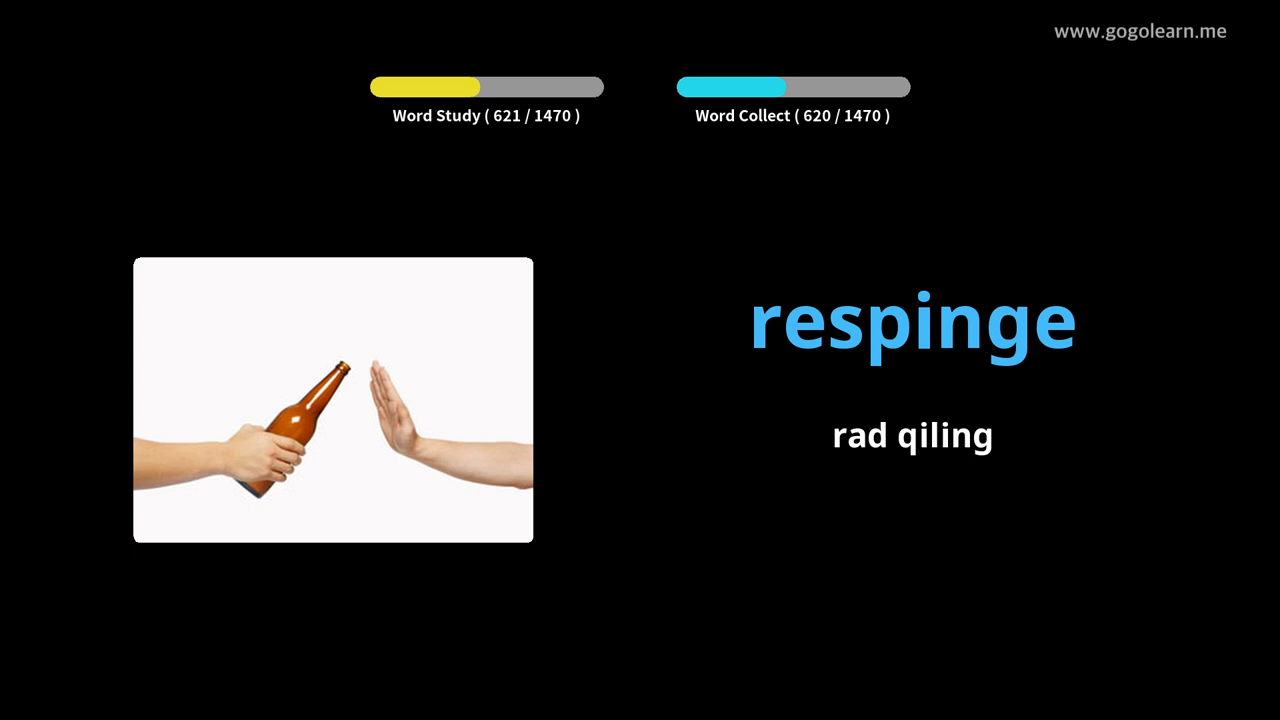 www.gogolearn.me
Word Study ( 621 / 1470 )
Word Collect ( 620 / 1470 )
respinge
rad qiling